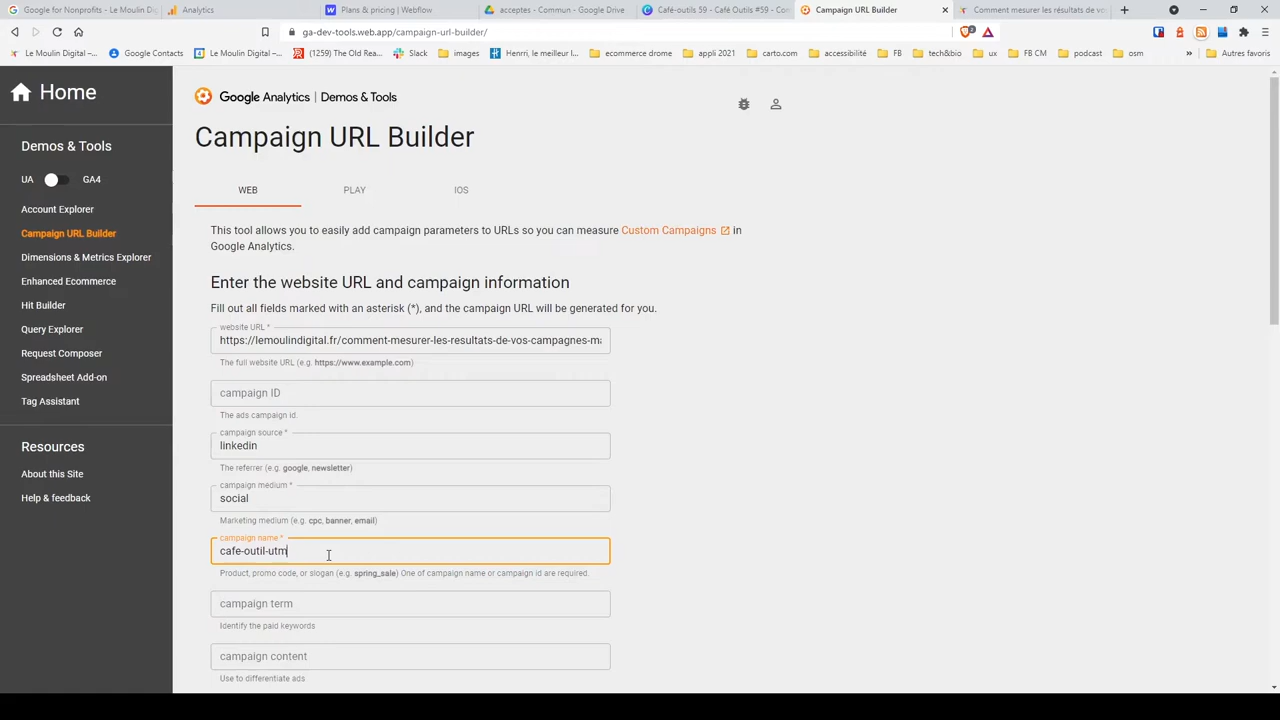 Google for Nonprofits - Le Moulin Di
Analytics
Plans & pricing | Webflow
acceptes - Commun - Google Drive
Café-outils 59 - Café Outils #59 - Com
Campaign URL Builder
Comment mesurer les résultats de vo
ga-dev-tools.web.app/campaign-url-builder/
Le Moulin Digital –...
Google Contacts
Le Moulin Digital –...
(1259) The Old Rea...
Slack
images
Henrri, le meilleur l...
ecommerce drome
appli 2021
carto.com
accessibilité
FB
tech&bio
ux
FB CM
podcast
osm
»
Autres favoris
Home
Demos & Tools
UA GA4
Account Explorer
Campaign URL Builder
Dimensions & Metrics Explorer
Enhanced Ecommerce
Hit Builder
Query Explorer
Request Composer
Spreadsheet Add-on
Tag Assistant
Resources
About this Site
Help & feedback
Google Analytics | Demos & Tools
Campaign URL Builder
WEB PLAY IOS
This tool allows you to easily add campaign parameters to URLs so you can measure Custom Campaigns in
Google Analytics.
Enter the website URL and campaign information
Fill out all fields marked with an asterisk (*), and the campaign URL will be generated for you.
website URL *
https://lemoulindigital.fr/comment-mesurer-les-resultats-de-vos-campagnes-ma
The full website URL (e.g. https://www.example.com)
campaign ID
The ads campaign id.
campaign source *
linkedin
The referrer (e.g. google, newsletter)
campaign medium *
social
Marketing medium (e.g. cpc, banner, email)
campaign name *
cafe-outil-utm
Product, promo code, or slogan (e.g. spring_sale) One of campaign name or campaign id are required.
campaign term
Identify the paid keywords
campaign content
Use to differentiate ads